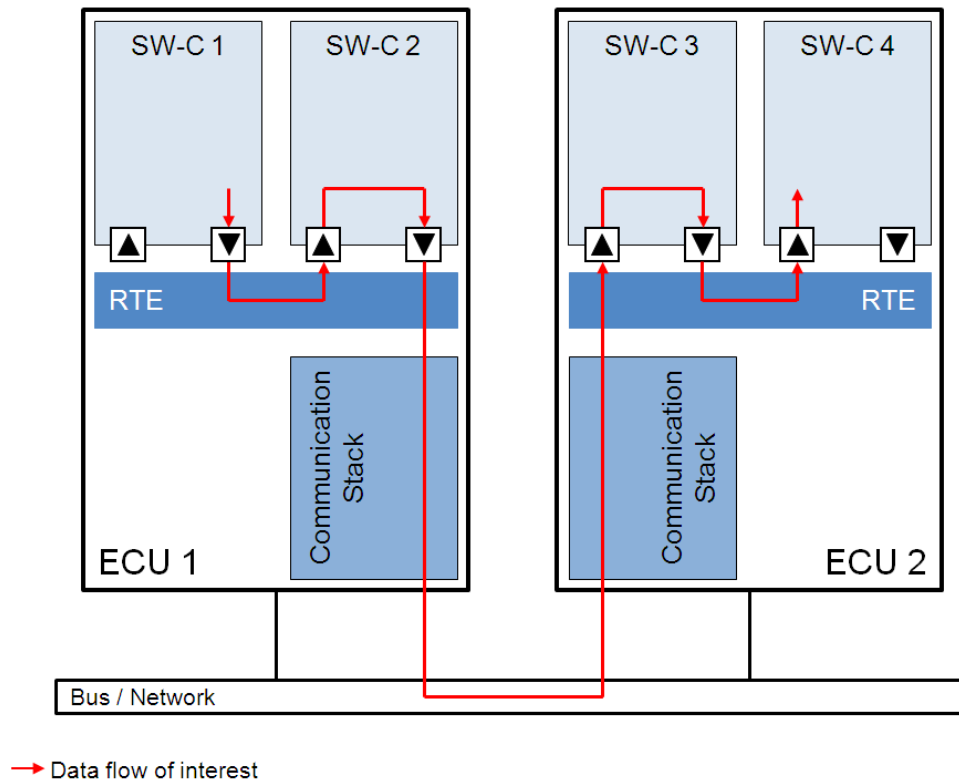 SW-C 1
SW-C 2
SW-C 3
SW-C 4
RTE
RTE
Communication
Stack
Communication
Stack
ECU 1
ECU 2
Bus / Network
Data flow of interest